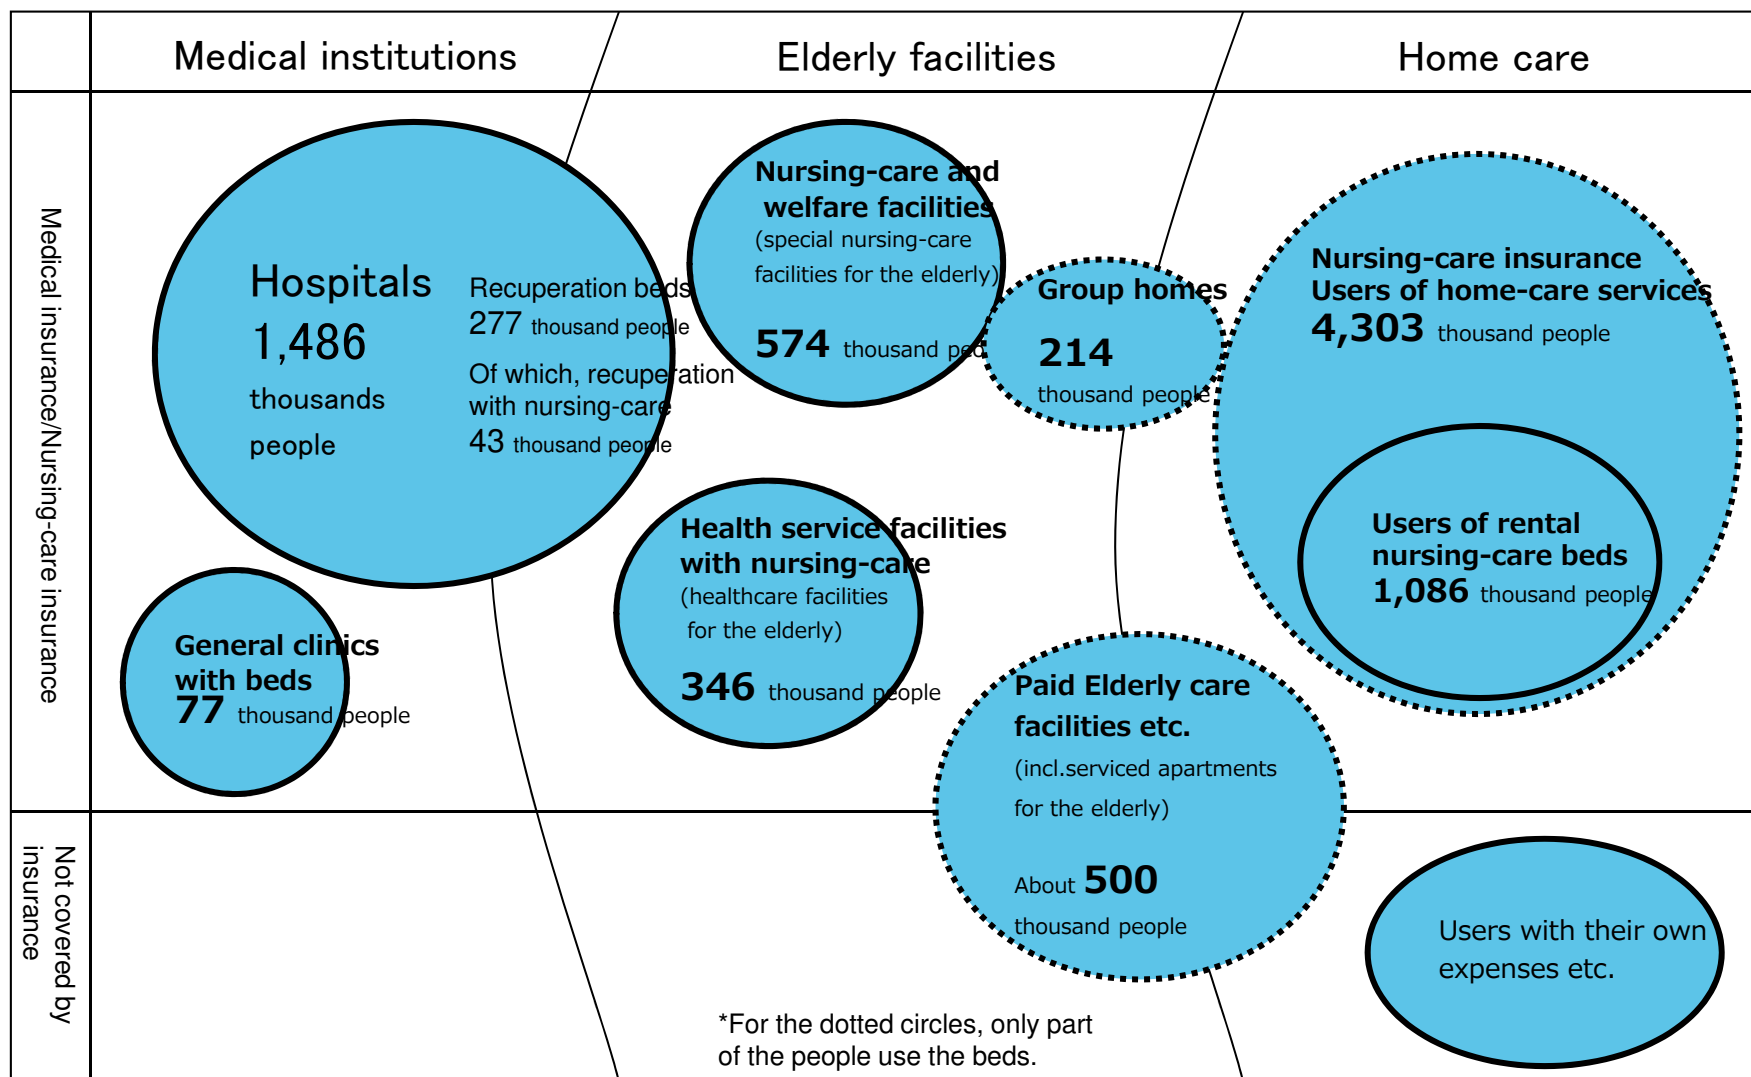 Medical institutions
Elderly facilities
Home care
Medical insurance/Nursing-care insurance
Hospitals
1,486
thousands
people
Recuperation beds
277 thousand people
Of which, recuperation
with nursing-care
43 thousand people
General clinics
with beds
77 thousand people
Nursing-care and
welfare facilities
(special nursing-care
facilities for the elderly)
574 thousand people
Group homes
214
thousand people
Health service facilities
with nursing-care
(healthcare facilities
for the elderly)
346 thousand people
Paid Elderly care
facilities etc.
(incl.serviced apartments
for the elderly)
About 500
thousand people
Nursing-care insurance
Users of home-care services
4,303 thousand people
Users of rental
nursing-care beds
1,086 thousand people
Not covered by
insurance
Users with their own
expenses etc.
*For the dotted circles, only part
of the people use the beds.